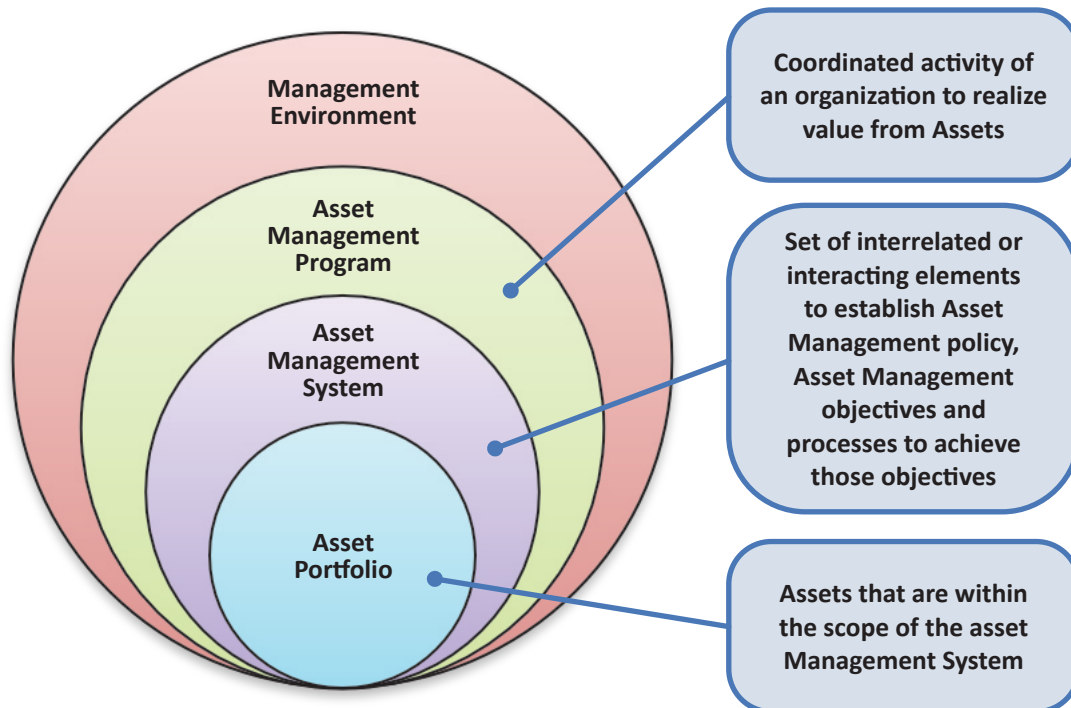 Management
Environment
Asset
Management
Program
Asset
Management
System
Asset
Portfolio
Coordinated activity of
an organization to realize
value from Assets
Set of interrelated or
interacting elements
to establish Asset
Management policy,
Asset Management
objectives and
processes to achieve
those objectives
Assets that are within
the scope of the asset
Management System